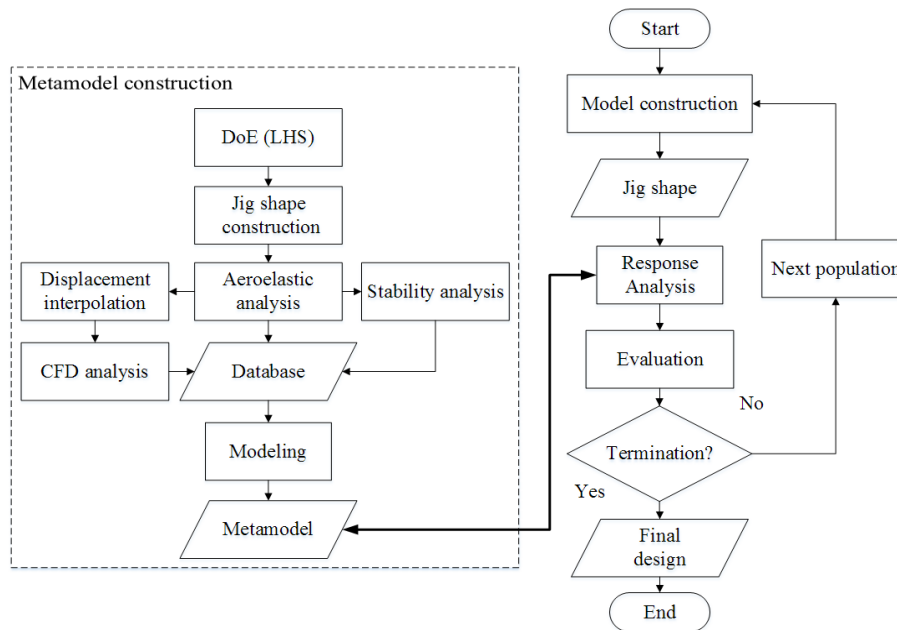 Metamodel construction
DoE (LHS)
Jig shape
construction
Displacement
interpolation
Aeroelastic
analysis
Stability analysis
CFD analysis
Database
Modeling
Metamodel
Start
Model construction
Jig shape
Response
Analysis
Next population
Evaluation
No
Termination?
Yes
Final
design
End